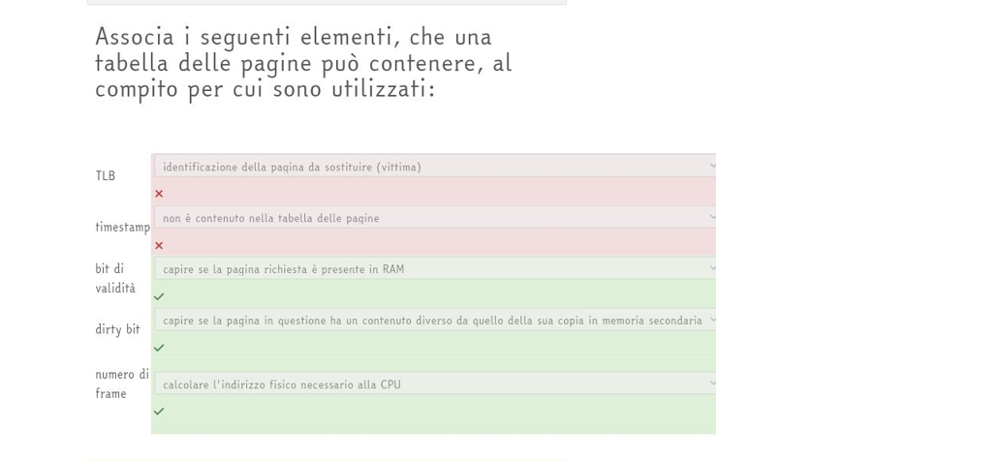 Associa i seguenti elementi, che una
tabella delle pagine può contenere, al
compito per cui sono utilizzati:
TLB
identificazione della pagina da sostituire (vittima)
timestamp
non è contenuto nella tabella delle pagine
bit di
validità
capire se la pagina richiesta è presente in RAM
dirty bit
capire se la pagina in questione ha un contenuto diverso da quello della sua copia in memoria secondaria
numero di
frame
calcolare l'indirizzo fisico necessario alla CPU